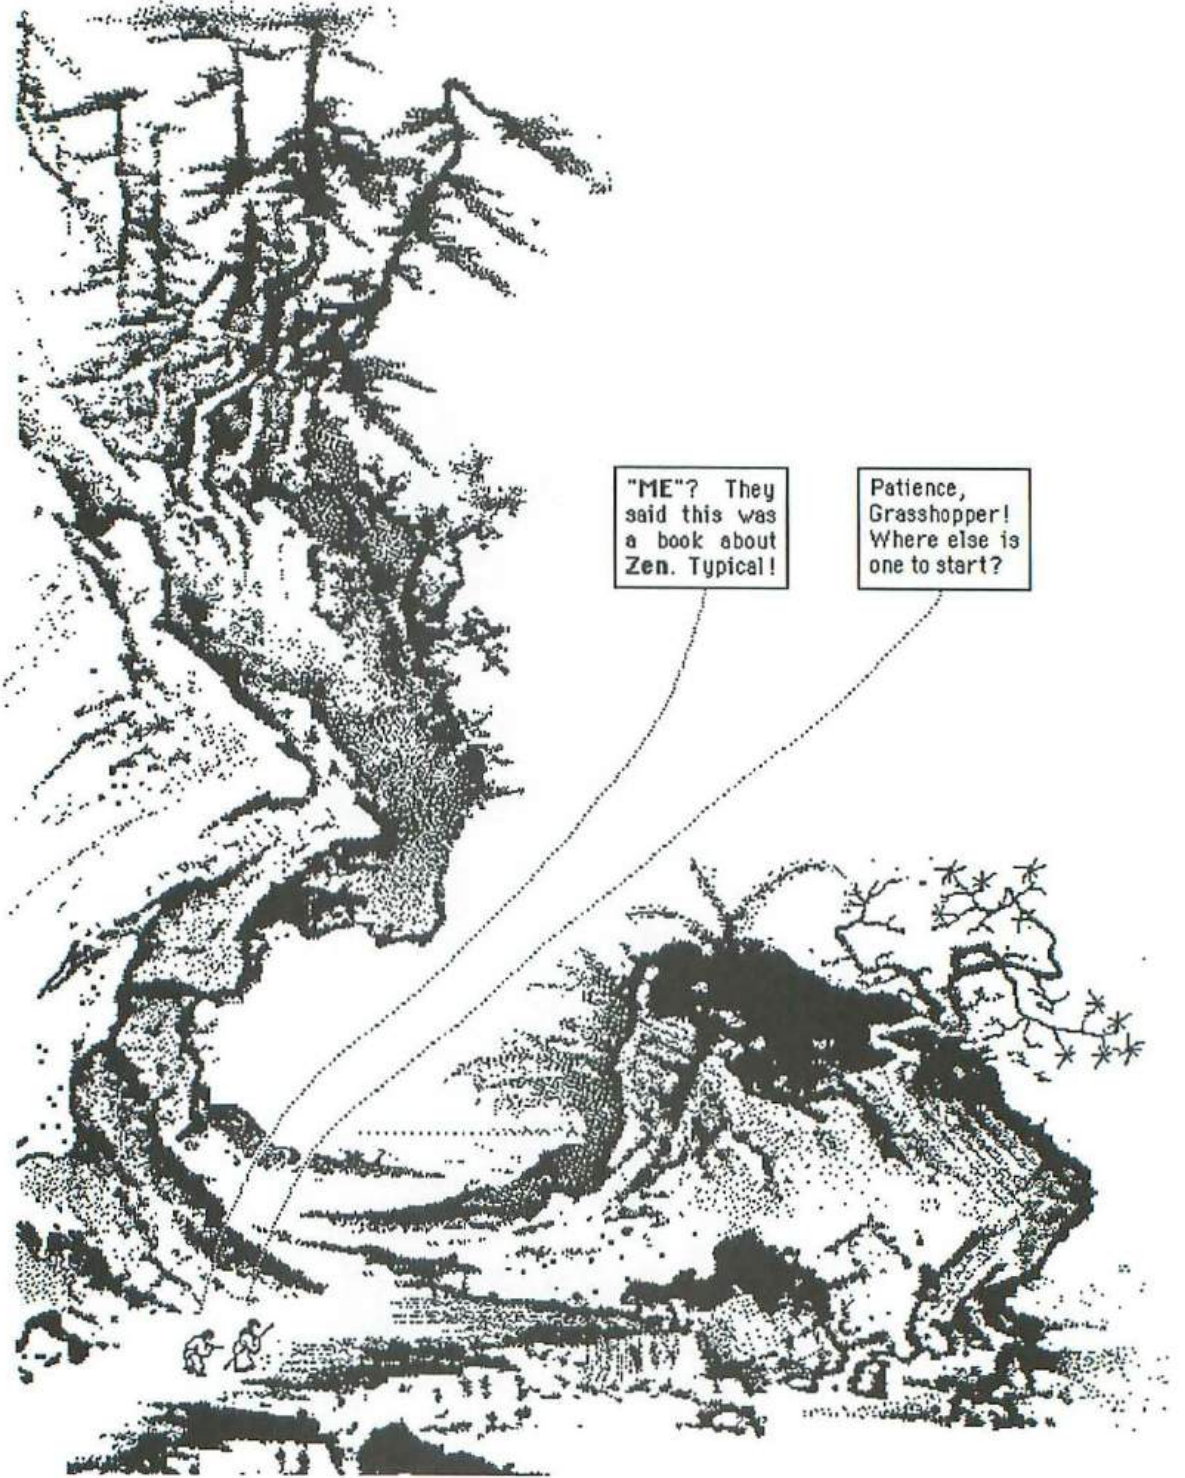 "ME"? They
said this was
a book about
Zen. Typical!
Patience,
Grasshopper!
Where else is
one to start?